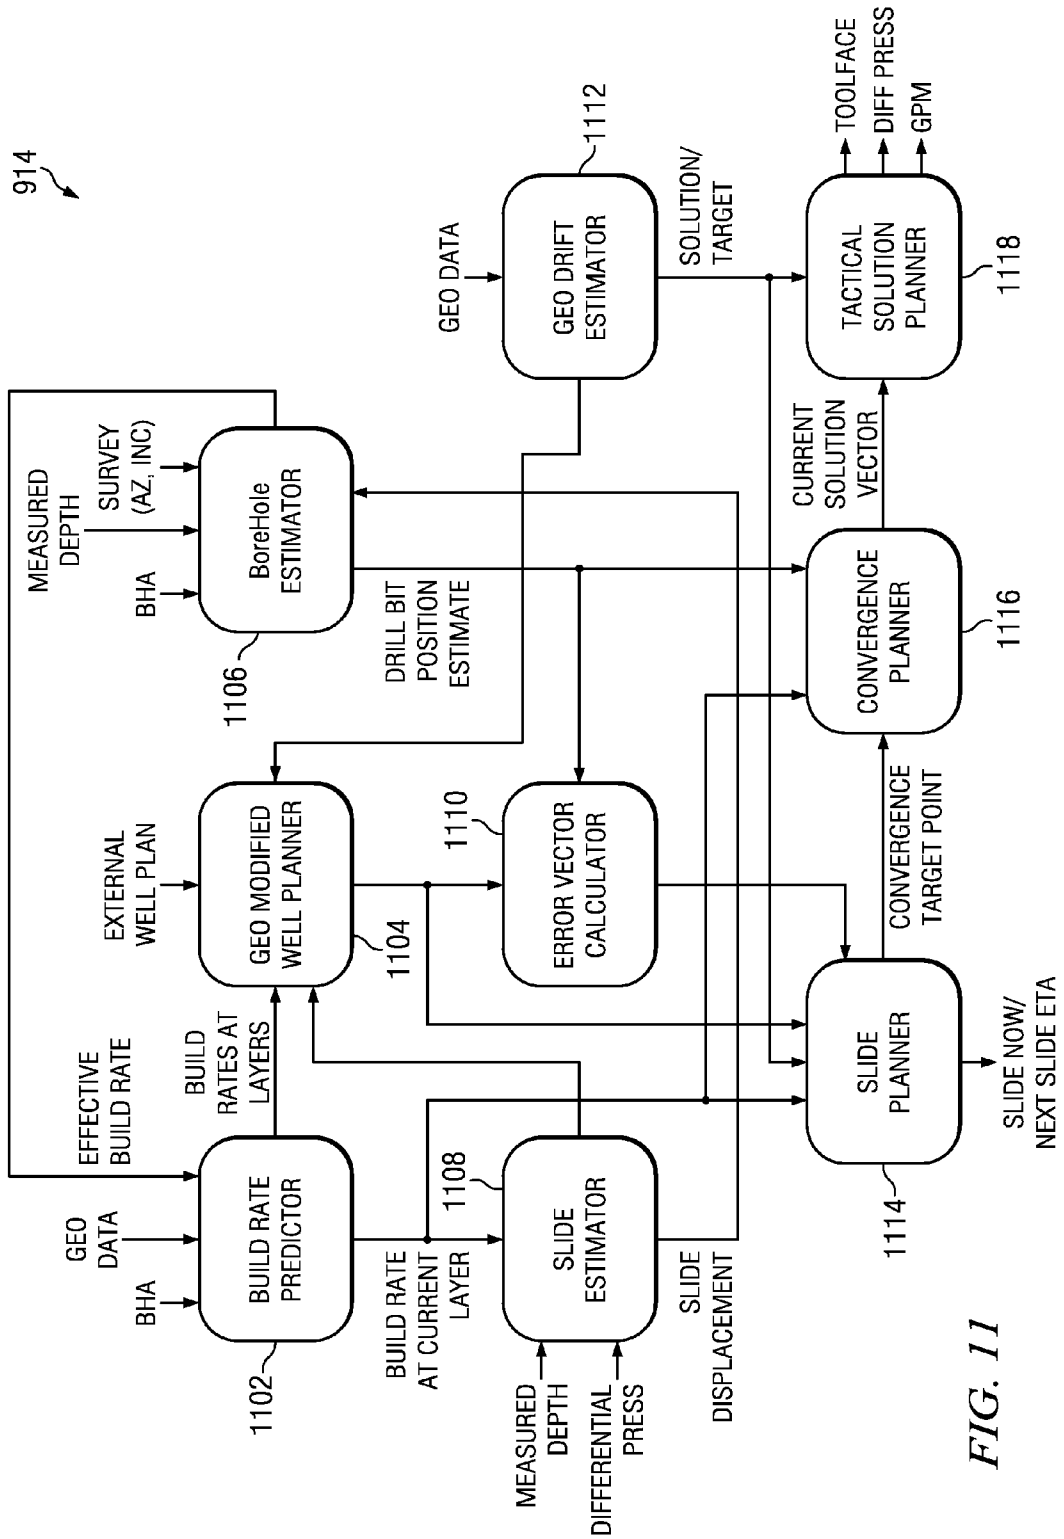 914
EFFECTIVE
BUILD RATE
GEO
DATA
BHA
BUILD RATE
PREDICTOR
1102
BUILD
RATES AT
LAYERS
EXTERNAL
WELL PLAN
GEO MODIFIED
WELL PLANNER
1104
MEASURED
DEPTH
SURVEY
(AZ, INC)
BHA
BoreHole
ESTIMATOR
1106
BUILD RATE
AT CURRENT
LAYER
MEASURED
DEPTH
DIFFERENTIAL
PRESS
SLIDE
ESTIMATOR
1108
SLIDE
DISPLACEMENT
ERROR VECTOR
CALCULATOR
1110
DRILL BIT
POSITION
ESTIMATE
GEO DATA
GEO DRIFT
ESTIMATOR
1112
SOLUTION/
TARGET
SLIDE
PLANNER
1114
SLIDE NOW/
NEXT SLIDE ETA
CONVERGENCE
TARGET POINT
CONVERGENCE
PLANNER
1116
CURRENT
SOLUTION
VECTOR
TACTICAL
SOLUTION
PLANNER
1118
TOOLFACE
DIFF PRESS
GPM
FIG. 11